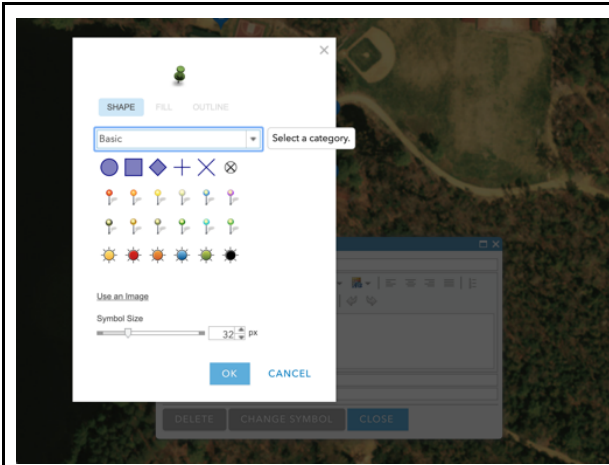 SHAPE FILL OUTLINE
Basic
Select a category.
Use an Image
Symbol Size
32 px
OK CANCEL
DELETE CHANGE SYMBOL CLOSE